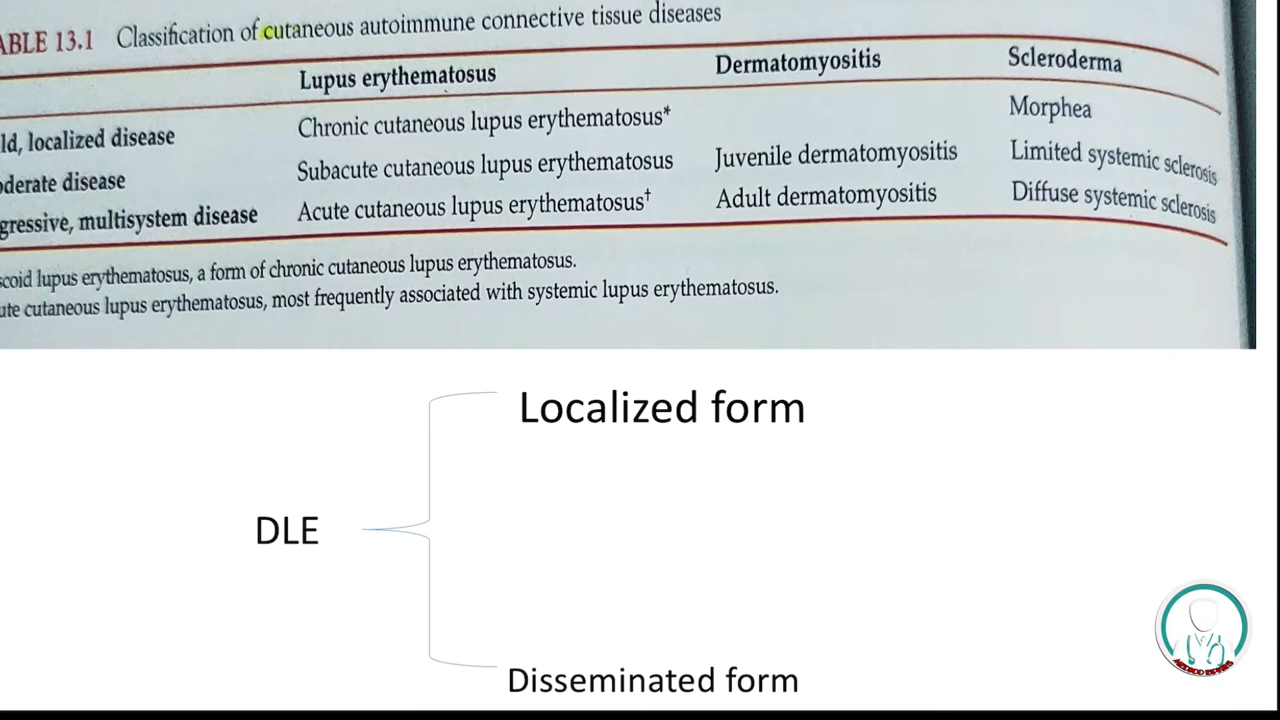 ABLE 13.1 Classification of cutaneous autoimmune connective tissue diseases
Lupus erythematosus Dermatomyositis Scleroderma
ld, localized disease Chronic cutaneous lupus erythematosus* Morphea
oderate disease Subacute cutaneous lupus erythematosus Juvenile dermatomyositis Limited systemic sclerosis
gressive, multisystem disease Acute cutaneous lupus erythematosus† Adult dermatomyositis Diffuse systemic sclerosis
scoid lupus erythematosus, a form of chronic cutaneous lupus erythematosus.
ute cutaneous lupus erythematosus, most frequently associated with systemic lupus erythematosus.
Localized form
DLE
Disseminated form